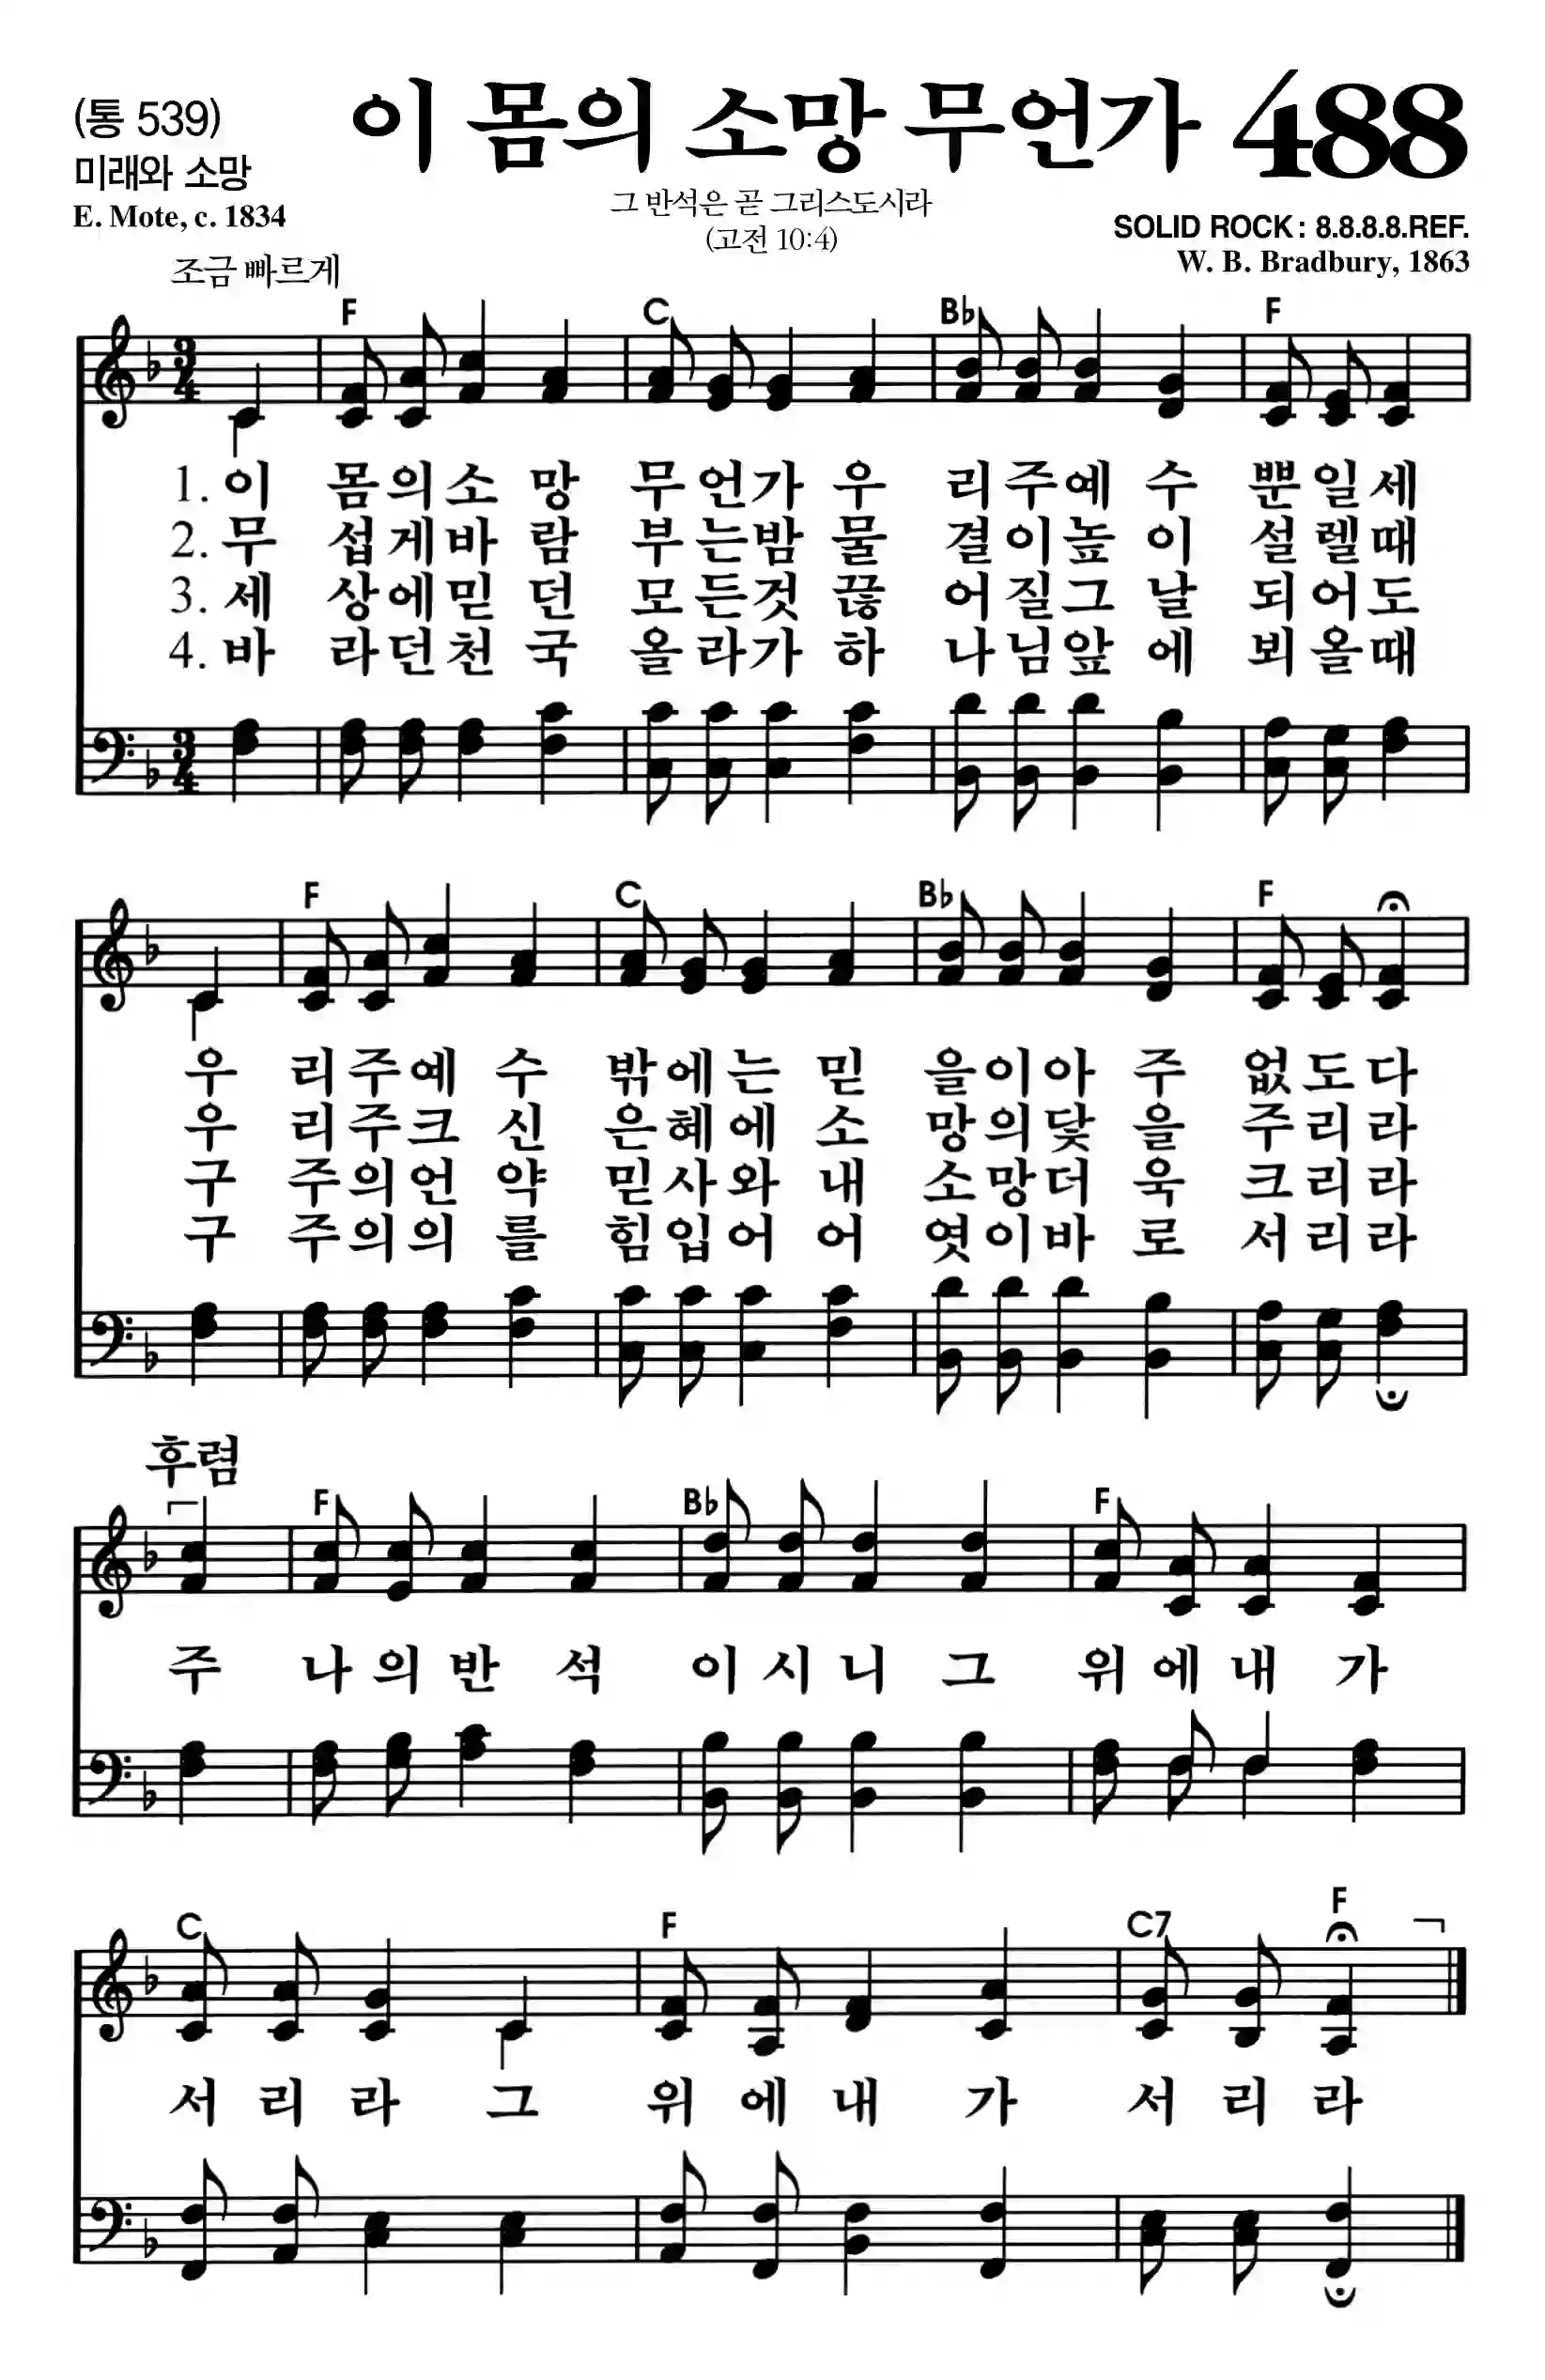 (통 539)
이 몸의 소망 무언가 488
미래와 소망
그 반석은 곧 그리스도시라
E. Mote, c. 1834
(고전 10:4)
SOLID ROCK: 8.8.8.8.REF.
W. B. Bradbury, 1863
조금 빠르게
F C B♭ F
3/4
1. 이 몸의소망 무언가우 리주예수 뿐일세
2. 무 섭게바람 부는밤물 결이높이 설렐때
3. 세 상에믿던 모든것끊 어질그날 되어도
4. 바 라던천국 올라가하 나님앞에 뵈올때
3/4
F C B♭ F
우 리주예수 밖에는믿 을이아주 없도다
우 리주크신 은혜에소 망의닻을 주리라
구 주의언약 믿사와내 소망더욱 크리라
구 주의의를 힘입어어 엿이바로 서리라
후렴
F B♭ F
주 나의반석 이시니그 위에내가
C F C7 F
서리라그 위에내가 서리라